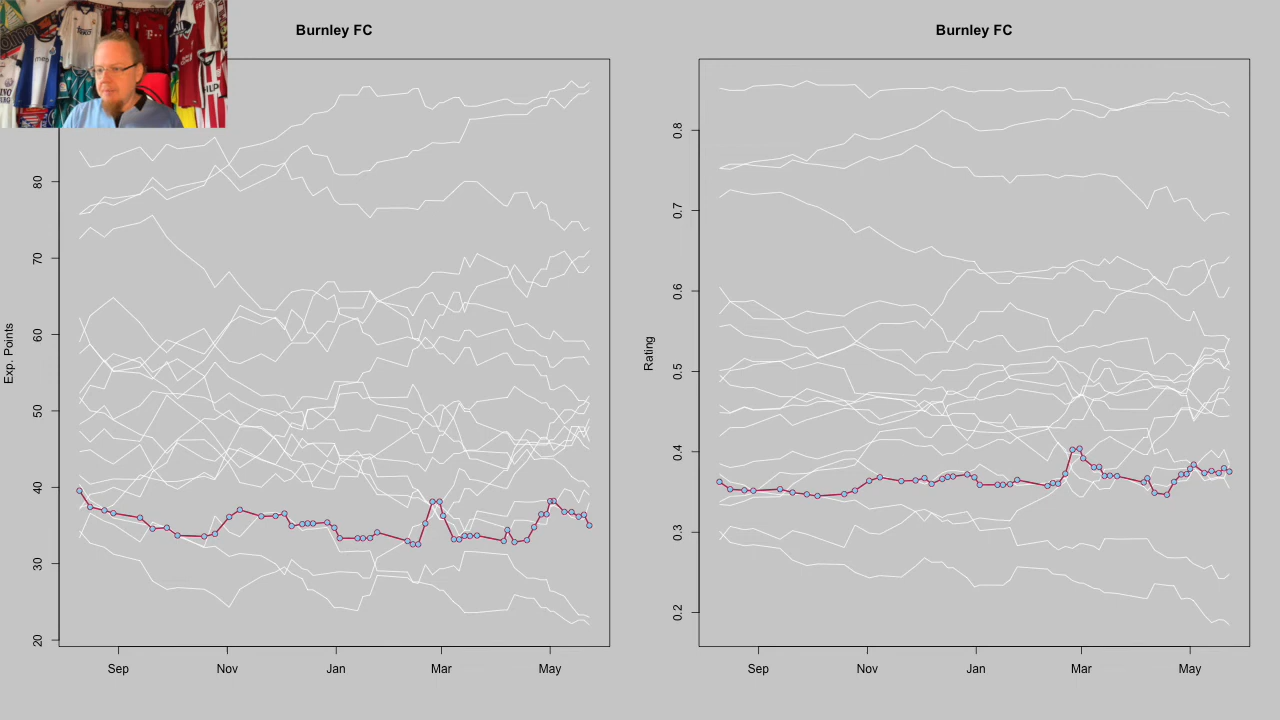 Burnley FC
Exp. Points
80
70
60
50
40
30
20
Sep
Nov
Jan
Mar
May
Burnley FC
Rating
0.8
0.7
0.6
0.5
0.4
0.3
0.2
Sep
Nov
Jan
Mar
May